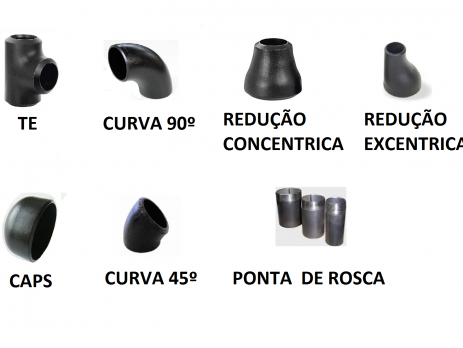 TE
CURVA 90º
REDUÇÃO
CONCENTRICA
REDUÇÃO
EXCENTRICA
CAPS
CURVA 45º
PONTA DE ROSCA